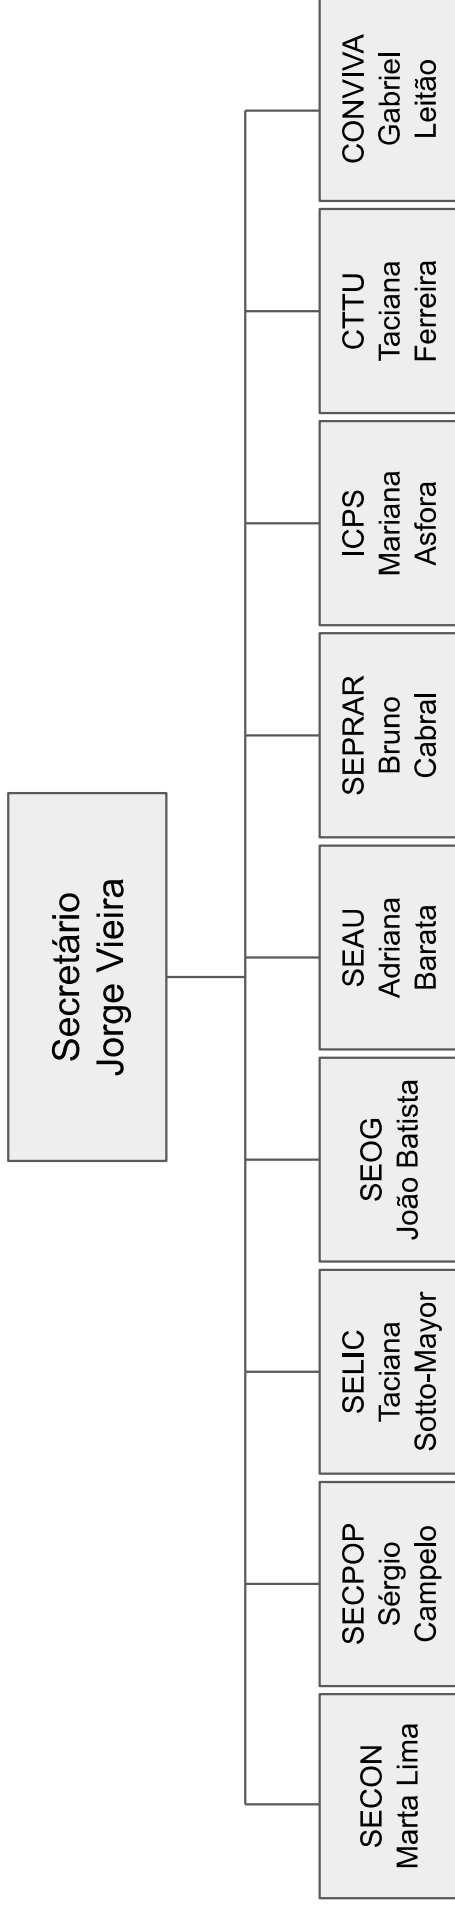 Secretário
Jorge Vieira
SECON
Marta Lima
SECPOP
Sérgio
Campelo
SELIC
Taciana
Sotto-Mayor
SEOG
João Batista
SEAU
Adriana
Barata
SEPRAR
Bruno
Cabral
ICPS
Mariana
Asfora
CTTU
Taciana
Ferreira
CONVIVA
Gabriel
Leitão